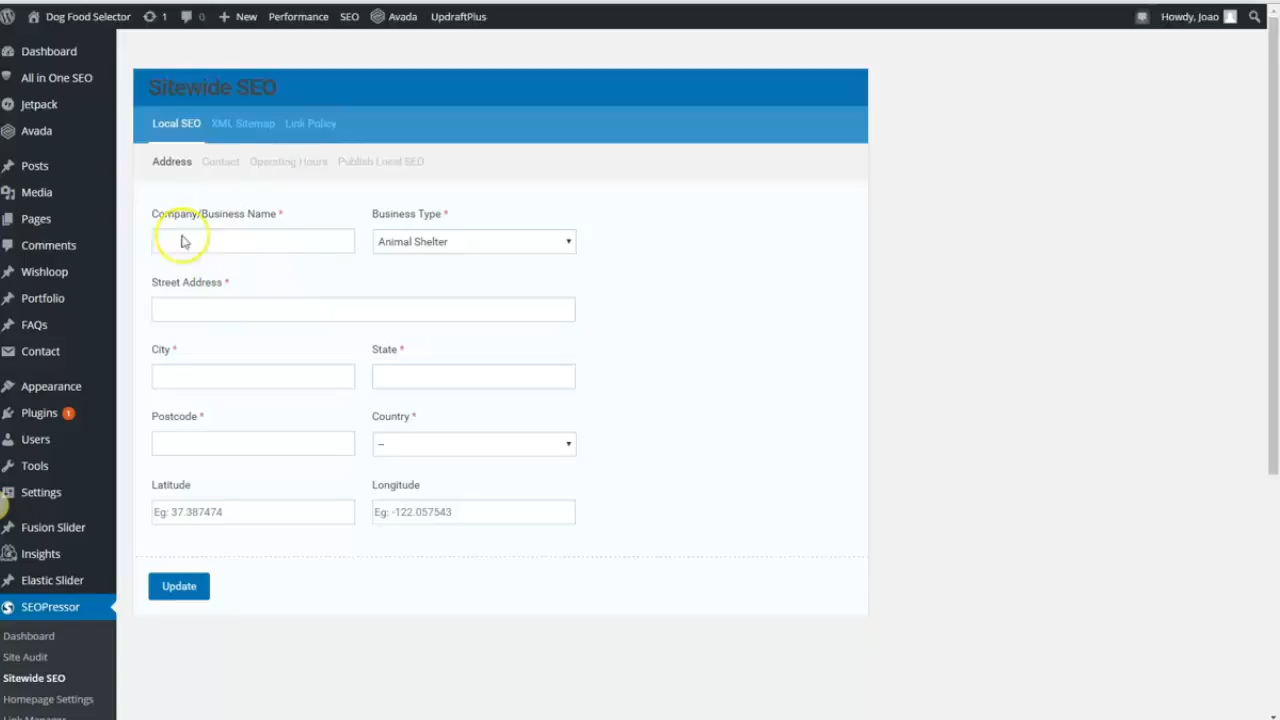 Dog Food Selector 1 0 New Performance SEO Avada UpdraftPlus Howdy, Joao
Dashboard
All in One SEO
Jetpack
Avada
Posts
Media
Pages
Comments
Wishloop
Portfolio
FAQs
Contact
Appearance
Plugins 1
Users
Tools
Settings
Fusion Slider
Insights
Elastic Slider
SEOPressor
Dashboard
Site Audit
Sitewide SEO
Homepage Settings
Link Manager
Sitewide SEO
Local SEO XML Sitemap Link Policy
Address Contact Operating Hours Publish Local SEO
Company/Business Name * Business Type *
Animal Shelter
Street Address *
City * State *
Postcode * Country *
--
Latitude Longitude
Eg: 37.387474 Eg: -122.057543
Update